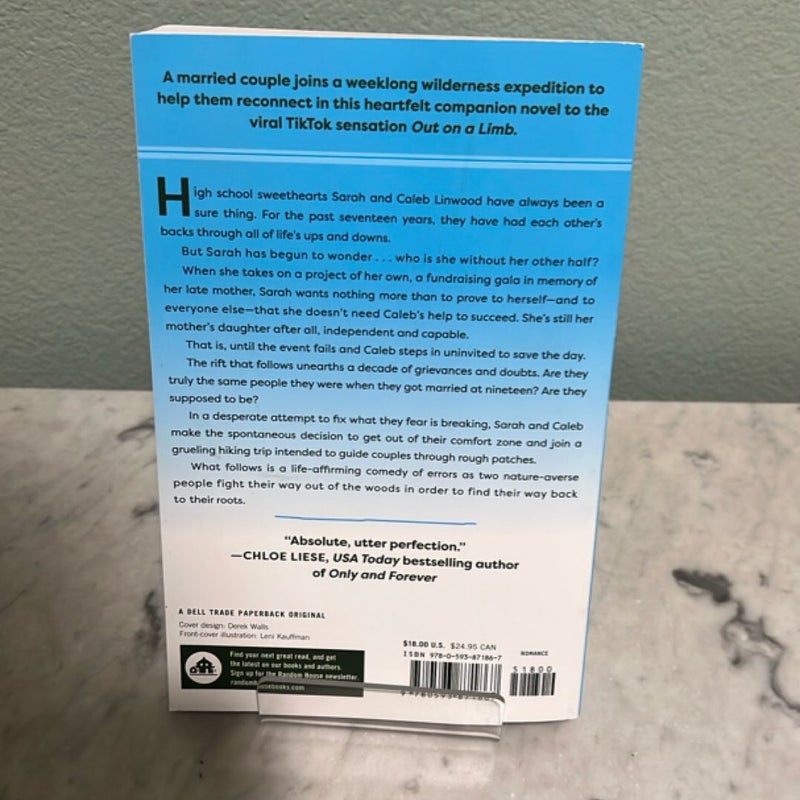 A married couple joins a weeklong wilderness expedition to
help them reconnect in this heartfelt companion novel to the
viral TikTok sensation Out on a Limb.
High school sweethearts Sarah and Caleb Linwood have always been a
sure thing. For the past seventeen years, they have had each other's
backs through all of life's ups and downs.
But Sarah has begun to wonder . . . who is she without her other half?
When she takes on a project of her own, a fundraising gala in memory of
her late mother, Sarah wants nothing more than to prove to herself—and to
everyone else—that she doesn't need Caleb's help to succeed. She's still her
mother's daughter after all, independent and capable.
That is, until the event fails and Caleb steps in uninvited to save the day.
The rift that follows unearths a decade of grievances and doubts. Are they
truly the same people they were when they got married at nineteen? Are they
supposed to be?
In a desperate attempt to fix what they fear is breaking, Sarah and Caleb
make the spontaneous decision to get out of their comfort zone and join a
grueling hiking trip intended to guide couples through rough patches.
What follows is a life-affirming comedy of errors as two nature-averse
people fight their way out of the woods in order to find their way back
to their roots.
"Absolute, utter perfection."
—CHLOE LIESE, USA Today bestselling author
of Only and Forever
A DELL TRADE PAPERBACK ORIGINAL
Cover design: Derek Walls
Front-cover illustration: Leni Kauffman
Find your next great read, and get
the latest on our books and authors.
Sign up for the Random House newsletter.
$18.00 U.S. $24.95 CAN
ISBN 978-0-593-87186-7
ROMANCE
51800